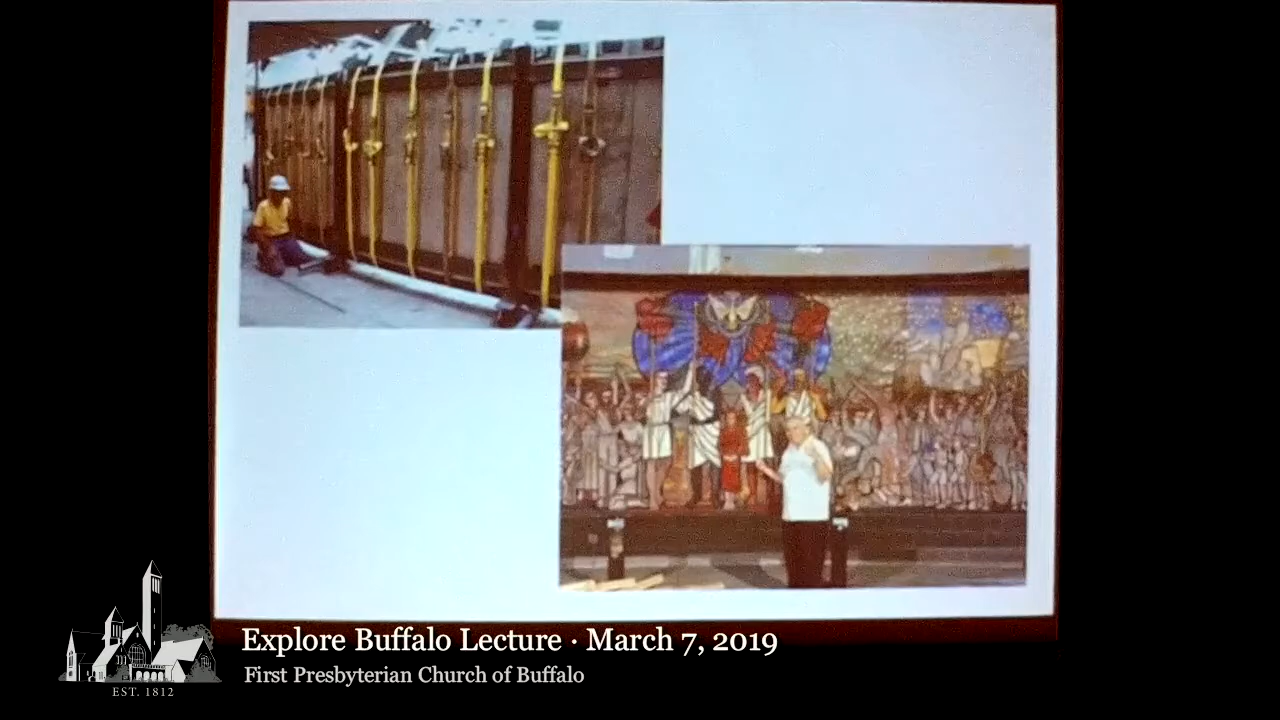 Explore Buffalo Lecture · March 7, 2019
First Presbyterian Church of Buffalo
EST. 1812